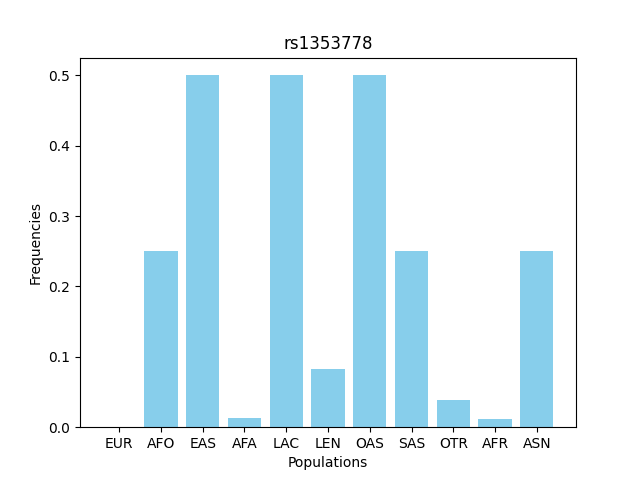 rs1353778
0.5
0.4
0.3
0.2
0.1
0.0
Frequencies
EUR AFO EAS AFA LAC LEN OAS SAS OTR AFR ASN
Populations